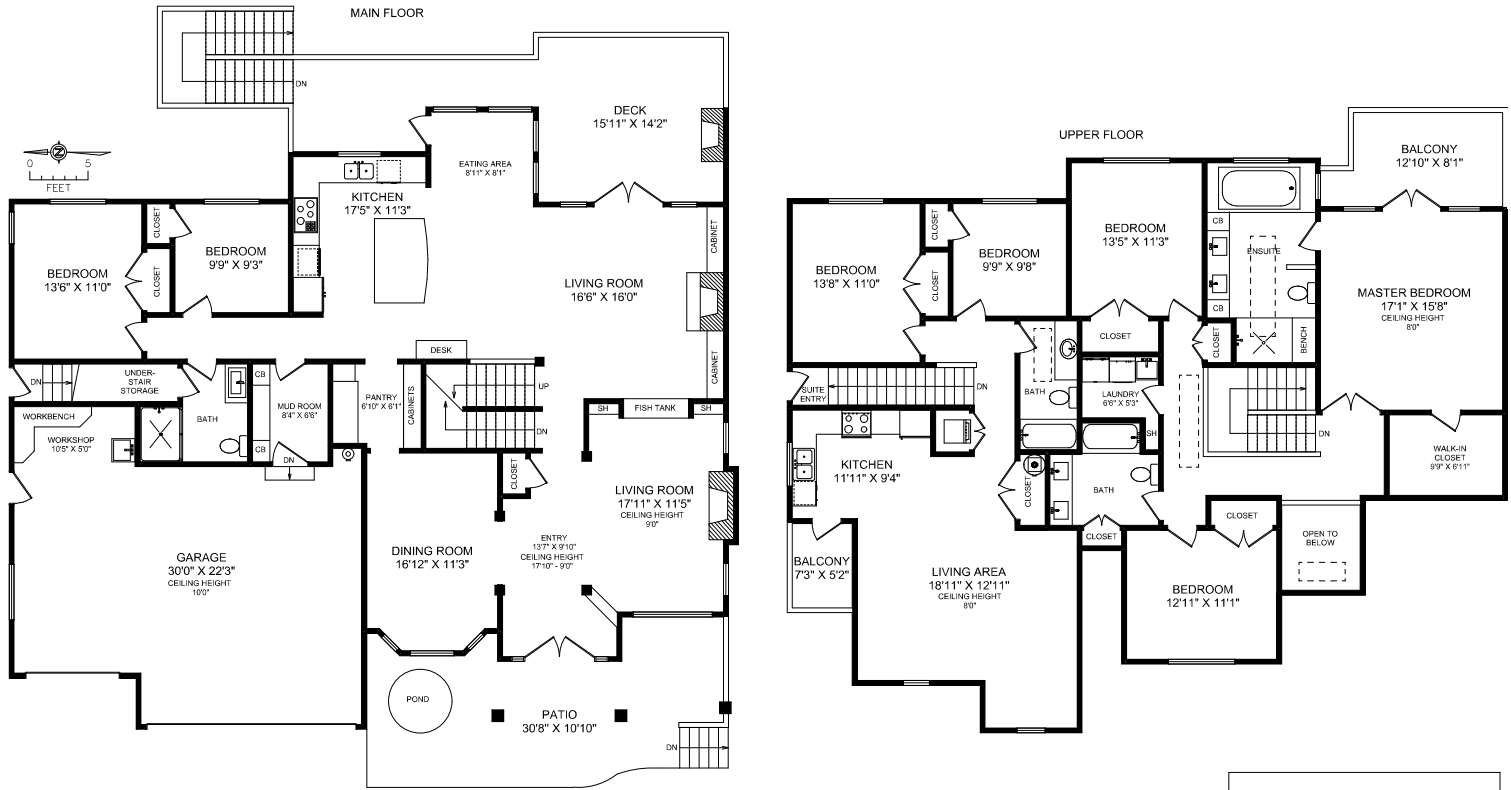 MAIN FLOOR
DN
DECK
15'11" X 14'2"
N
0 5
FEET
EATING AREA
8'11" X 8'1"
KITCHEN
17'5" X 11'3"
CLOSET
BEDROOM
9'9" X 9'3"
BEDROOM
13'6" X 11'0"
CLOSET
CABINET
LIVING ROOM
16'6" X 16'0"
CABINET
DESK
DN
UNDER-
STAIR
STORAGE
CB
PANTRY
6'10" X 6'1"
CABINETS
UP
DN
MUD ROOM
8'4" X 6'6"
BATH
CB
DN
WORKBENCH
WORKSHOP
10'5" X 5'0"
SH
FISH TANK
SH
CLOSET
LIVING ROOM
17'11" X 11'5"
CEILING HEIGHT
9'0"
ENTRY
13'7" X 9'10"
CEILING HEIGHT
17'10" - 9'0"
DINING ROOM
16'12" X 11'3"
GARAGE
30'0" X 22'3"
CEILING HEIGHT
10'0"
POND
PATIO
30'8" X 10'10"
DN
UPPER FLOOR
BALCONY
12'10" X 8'1"
CLOSET
BEDROOM
9'9" X 9'8"
BEDROOM
13'5" X 11'3"
CB
ENSUITE
CB
BEDROOM
13'8" X 11'0"
CLOSET
MASTER BEDROOM
17'1" X 15'8"
CEILING HEIGHT
8'0"
CLOSET
CLOSET
BENCH
SUITE
ENTRY
DN
BATH
LAUNDRY
6'6" X 5'3"
SH
DN
WALK-IN
CLOSET
9'9" X 6'11"
KITCHEN
11'11" X 9'4"
CLOSET
BATH
CLOSET
CLOSET
OPEN TO
BELOW
BALCONY
7'3" X 5'2"
LIVING AREA
18'11" X 12'11"
CEILING HEIGHT
8'0"
BEDROOM
12'11" X 11'1"